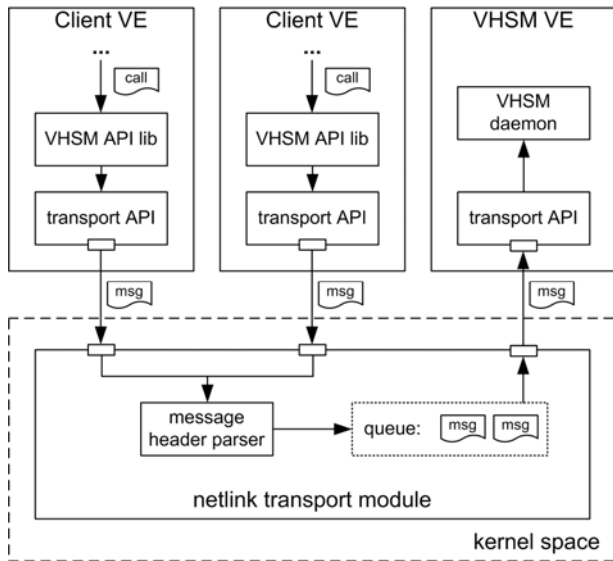 Client VE
Client VE
VHSM VE
...
...
call
call
VHSM API lib
VHSM API lib
VHSM
daemon
transport API
transport API
transport API
msg
msg
msg
message
header parser
queue:
msg
msg
netlink transport module
kernel space